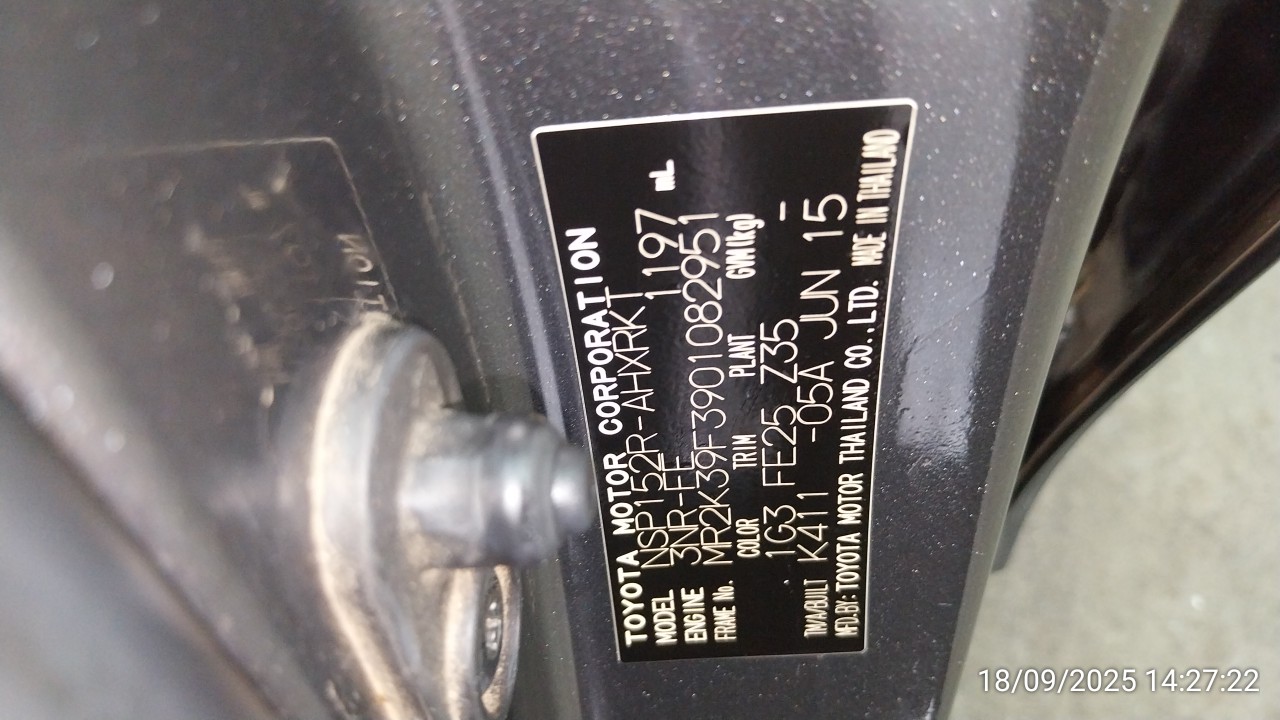 TOYOTA MOTOR CORPORATION
MODEL NSP152R-AHXRKT
ENGINE 3NR-FE 1197 mL
FRAME No. MR2K39F3901082951
COLOR TRIM PLANT GVM(kg)
1G3 FE25 Z35 -
TM/A/BUILT K411 -05A JUN 15
MFD.BY: TOYOTA MOTOR THAILAND CO.,LTD. MADE IN THAILAND
18/09/2025 14:27:22